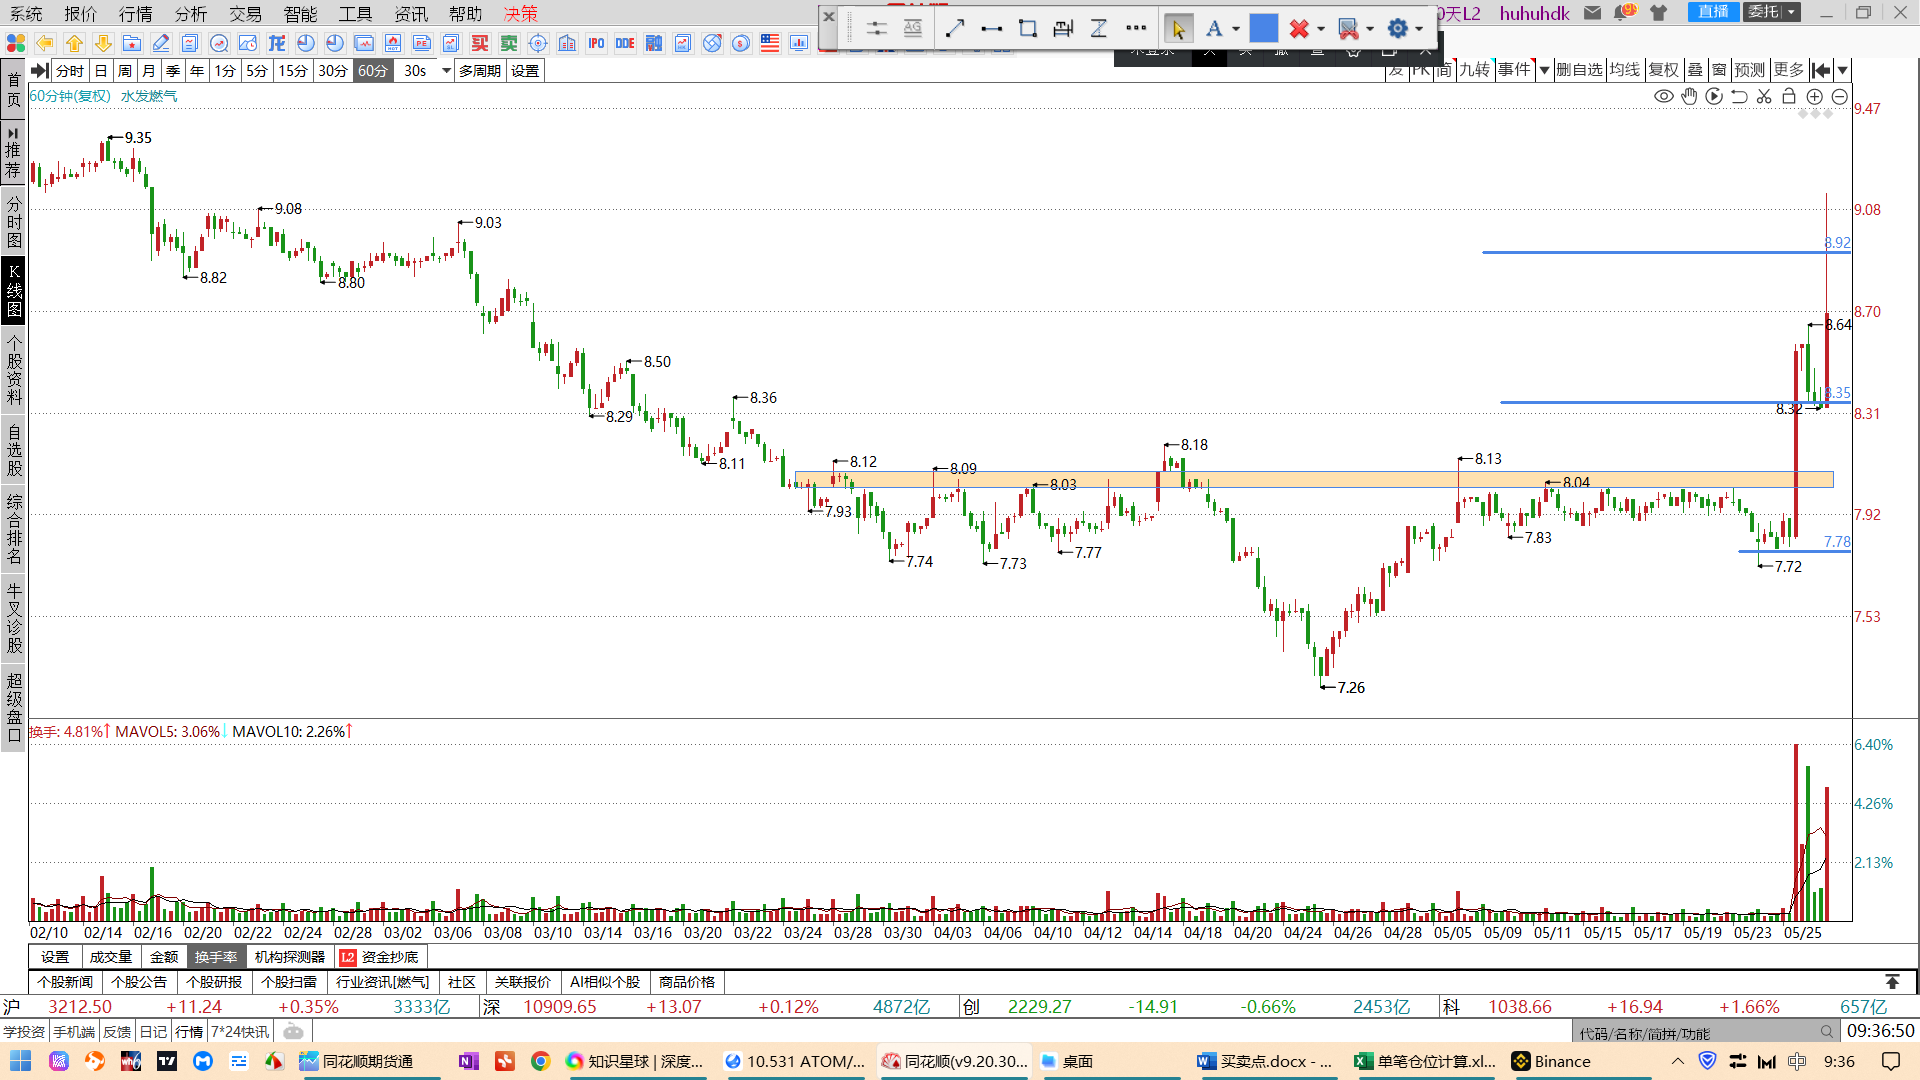 系统 报价 行情 分析 交易 智能 工具 资讯 帮助 决策
0天L2 huhuhdk 直播 委托
IPO DDE
分时 日 周 月 季 年 1分 5分 15分 30分 60分 30s 多周期 设置
PK 简 九转 事件 删自选 均线 复权 叠 窗 预测 更多
首页
推荐
分时图
K线图
个股资料
自选股
综合排名
牛叉诊股
超级盘口
60分钟(复权) 水发燃气
9.47
9.35
9.08
9.08
9.03
8.92
8.82
8.80
8.70
8.64
8.50
8.36
8.35
8.32
8.31
8.29
8.18
8.13
8.12
8.11
8.09
8.04
8.03
7.93
7.92
7.83
7.78
7.77
7.74
7.73
7.72
7.53
7.26
换手: 4.81%↑ MAVOL5: 3.06%↓ MAVOL10: 2.26%↑
6.40%
4.26%
2.13%
02/10 02/14 02/16 02/20 02/22 02/24 02/28 03/02 03/06 03/08 03/10 03/14 03/16 03/20 03/22 03/24 03/28 03/30 04/03 04/06 04/10 04/12 04/14 04/18 04/20 04/24 04/26 04/28 05/05 05/09 05/11 05/15 05/17 05/19 05/23 05/25
设置 成交量 金额 换手率 机构探测器 L2 资金抄底
个股新闻 个股公告 个股研报 个股扫雷 行业资讯[燃气] 社区 关联报价 AI相似个股 商品价格
沪 3212.50 +11.24 +0.35% 3333亿 深 10909.65 +13.07 +0.12% 4872亿 创 2229.27 -14.91 -0.66% 2453亿 科 1038.66 +16.94 +1.66% 657亿
学投资 手机端 反馈 日记 行情 7*24快讯 代码/名称/简拼/功能 09:36:50
同花顺期货通 知识星球 | 深度... 10.531 ATOM/... 同花顺(v9.20.30... 桌面 买卖点.docx - ... 单笔仓位计算.xl... Binance 9:36